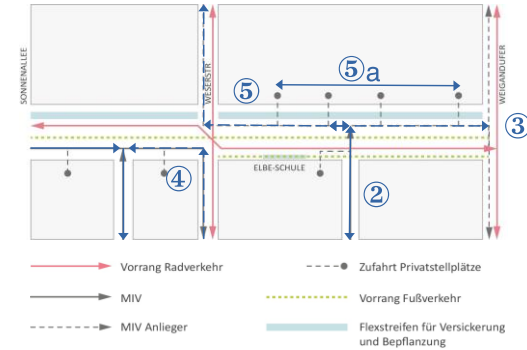 SONNENALLEE
WESERSTR
WEIGANDUFER
⑤
⑤a
③
ELBE-SCHULE
④
②
Vorrang Radverkehr
Zufahrt Privatstellplätze
MIV
Vorrang Fußverkehr
MIV Anlieger
Flexstreifen für Versickerung
und Bepflanzung